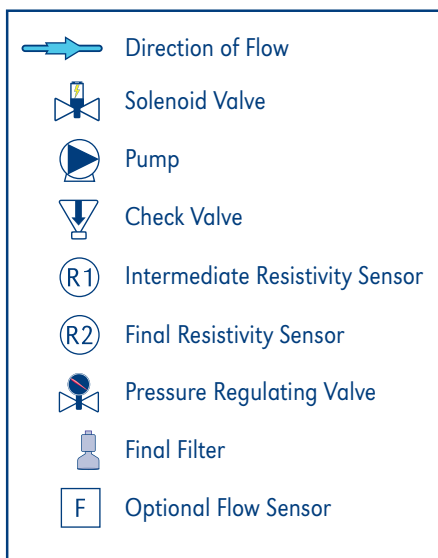 Direction of Flow
Solenoid Valve
Pump
Check Valve
R1 Intermediate Resistivity Sensor
R2 Final Resistivity Sensor
Pressure Regulating Valve
Final Filter
F Optional Flow Sensor